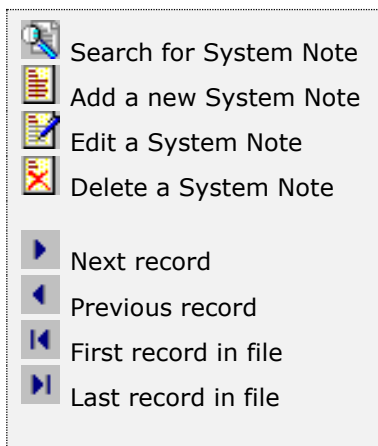 Search for System Note
Add a new System Note
Edit a System Note
Delete a System Note
Next record
Previous record
First record in file
Last record in file